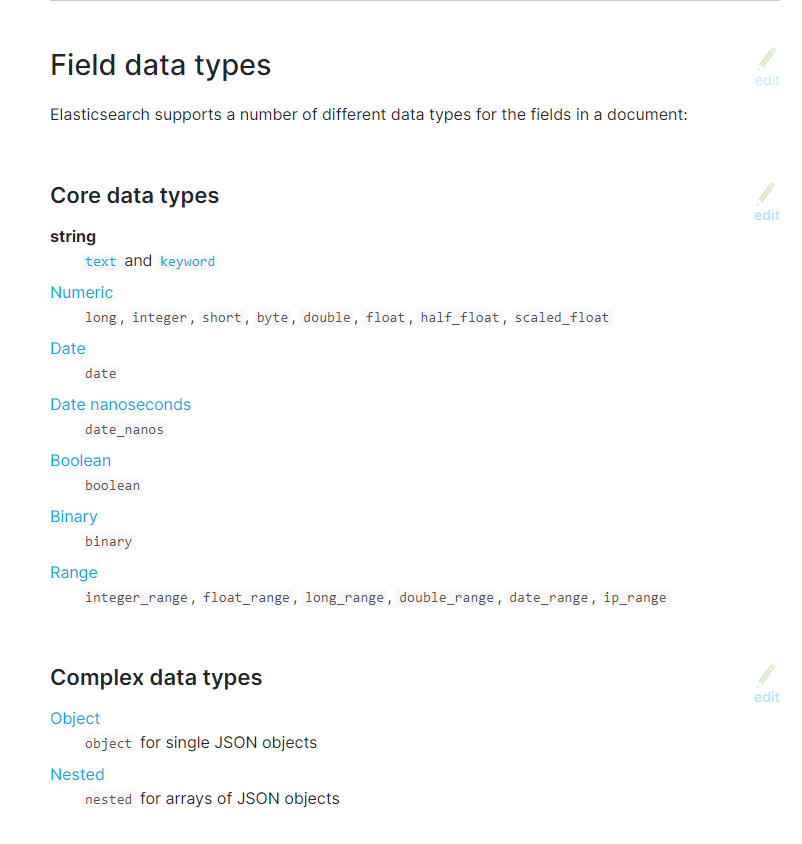 Field data types
edit
Elasticsearch supports a number of different data types for the fields in a document:
Core data types
edit
string
text and keyword
Numeric
long, integer, short, byte, double, float, half_float, scaled_float
Date
date
Date nanoseconds
date_nanos
Boolean
boolean
Binary
binary
Range
integer_range, float_range, long_range, double_range, date_range, ip_range
Complex data types
edit
Object
object for single JSON objects
Nested
nested for arrays of JSON objects